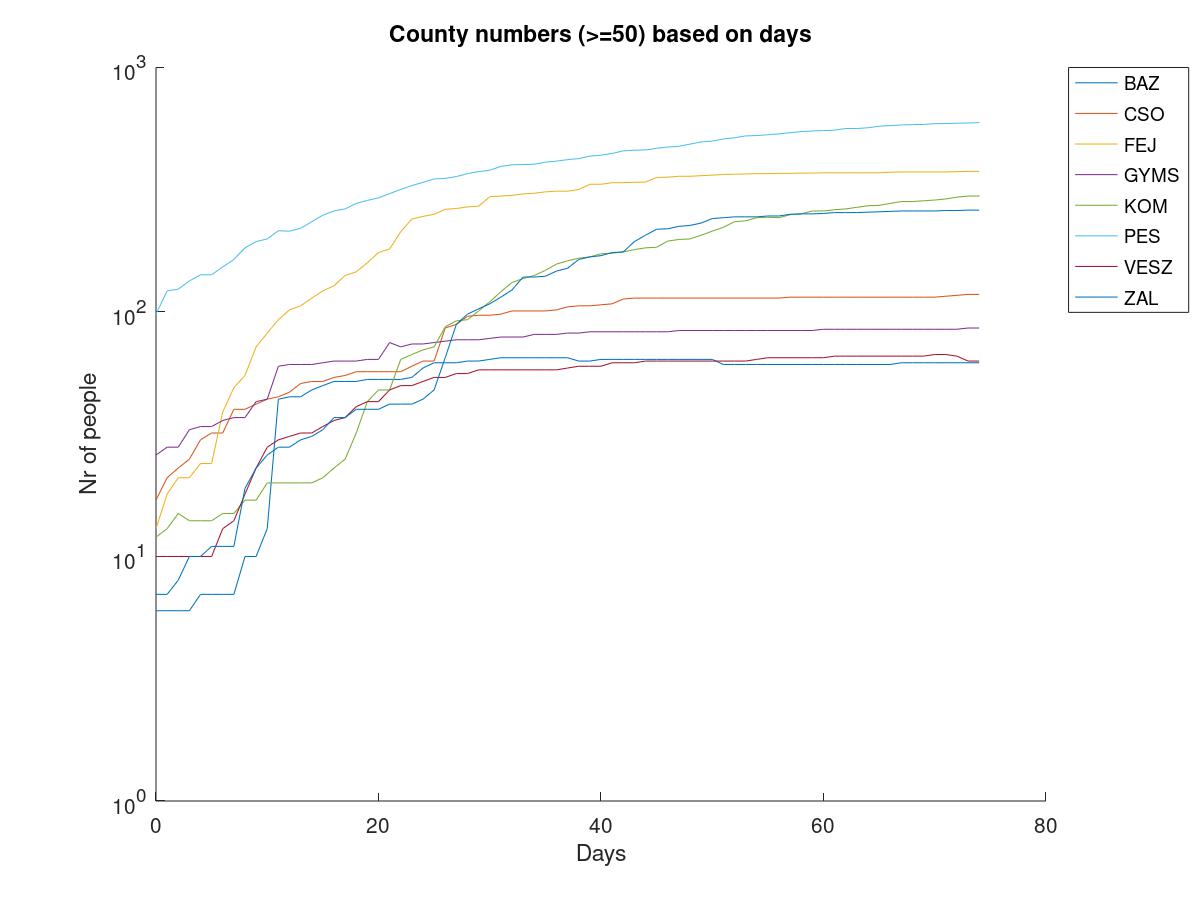 County numbers (>=50) based on days
10^3
10^2
10^1
10^0
Nr of people
0 20 40 60 80
Days
BAZ
CSO
FEJ
GYMS
KOM
PES
VESZ
ZAL